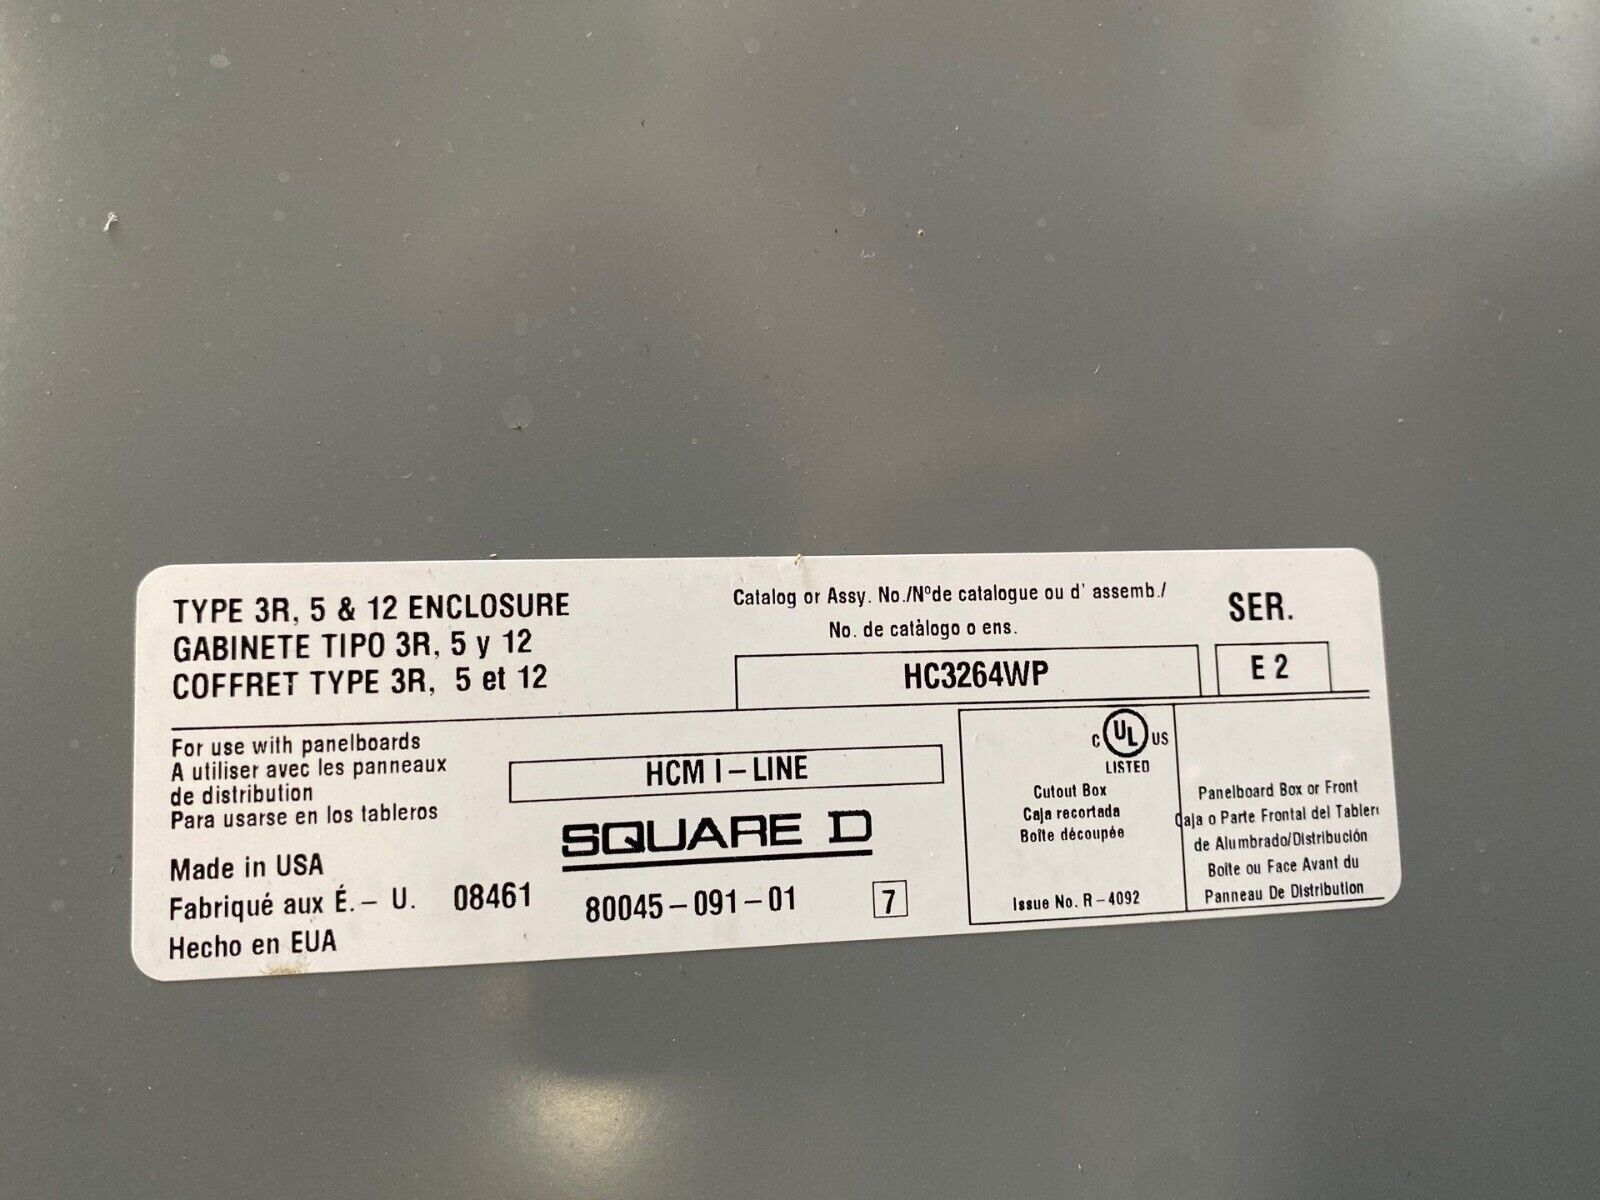 TYPE 3R, 5 & 12 ENCLOSURE
GABINETE TIPO 3R, 5 y 12
COFFRET TYPE 3R, 5 et 12
Catalog or Assy. No./Nºde catalogue ou d' assemb./
No. de catàlogo o ens.
HC3264WP
SER.
E 2
For use with panelboards
A utiliser avec les panneaux
de distribution
Para usarse en los tableros
HCM I-LINE
SQUARE D
Made in USA
Fabriqué aux É.- U. 08461
Hecho en EUA
80045-091-01
7
C UL US
LISTED
Cutout Box
Caja recortada
Boîte découpée
Issue No. R-4092
Panelboard Box or Front
Caja o Parte Frontal del Tablero
de Alumbrado/Distribución
Boîte ou Face Avant du
Panneau De Distribution